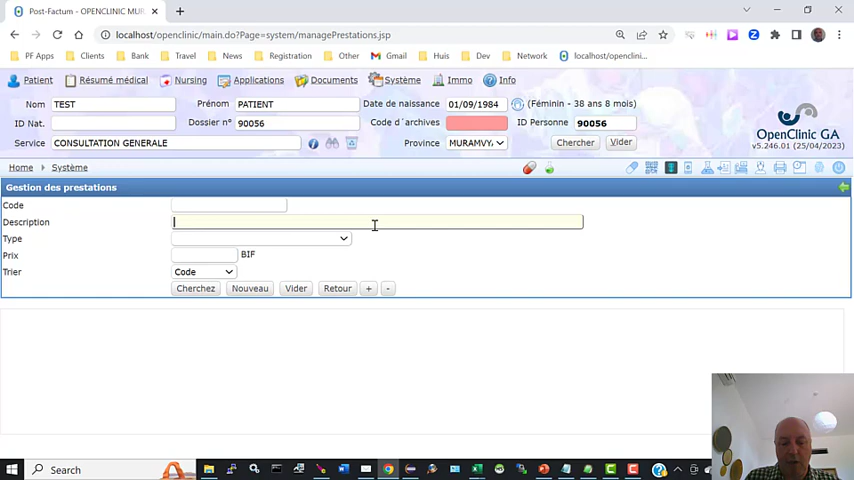 Post-Factum - OPENCLINIC MUR
localhost/openclinic/main.do?Page=system/managePrestations.jsp
PF Apps Clients Bank Travel News Registration Other Gmail Huis Dev Network localhost/openclini...
Patient Résumé médical Nursing Applications Documents Système Immo Info
Nom TEST Prénom PATIENT Date de naissance 01/09/1984 (Féminin - 38 ans 8 mois)
ID Nat. Dossier n° 90056 Code d´archives ID Personne 90056
Service CONSULTATION GENERALE Province MURAMVY, Chercher Vider
OpenClinic GA
v5.246.01 (25/04/2023)
Home Système
Gestion des prestations
Code
Description
Type
Prix BIF
Trier Code
Cherchez Nouveau Vider Retour + -
Search